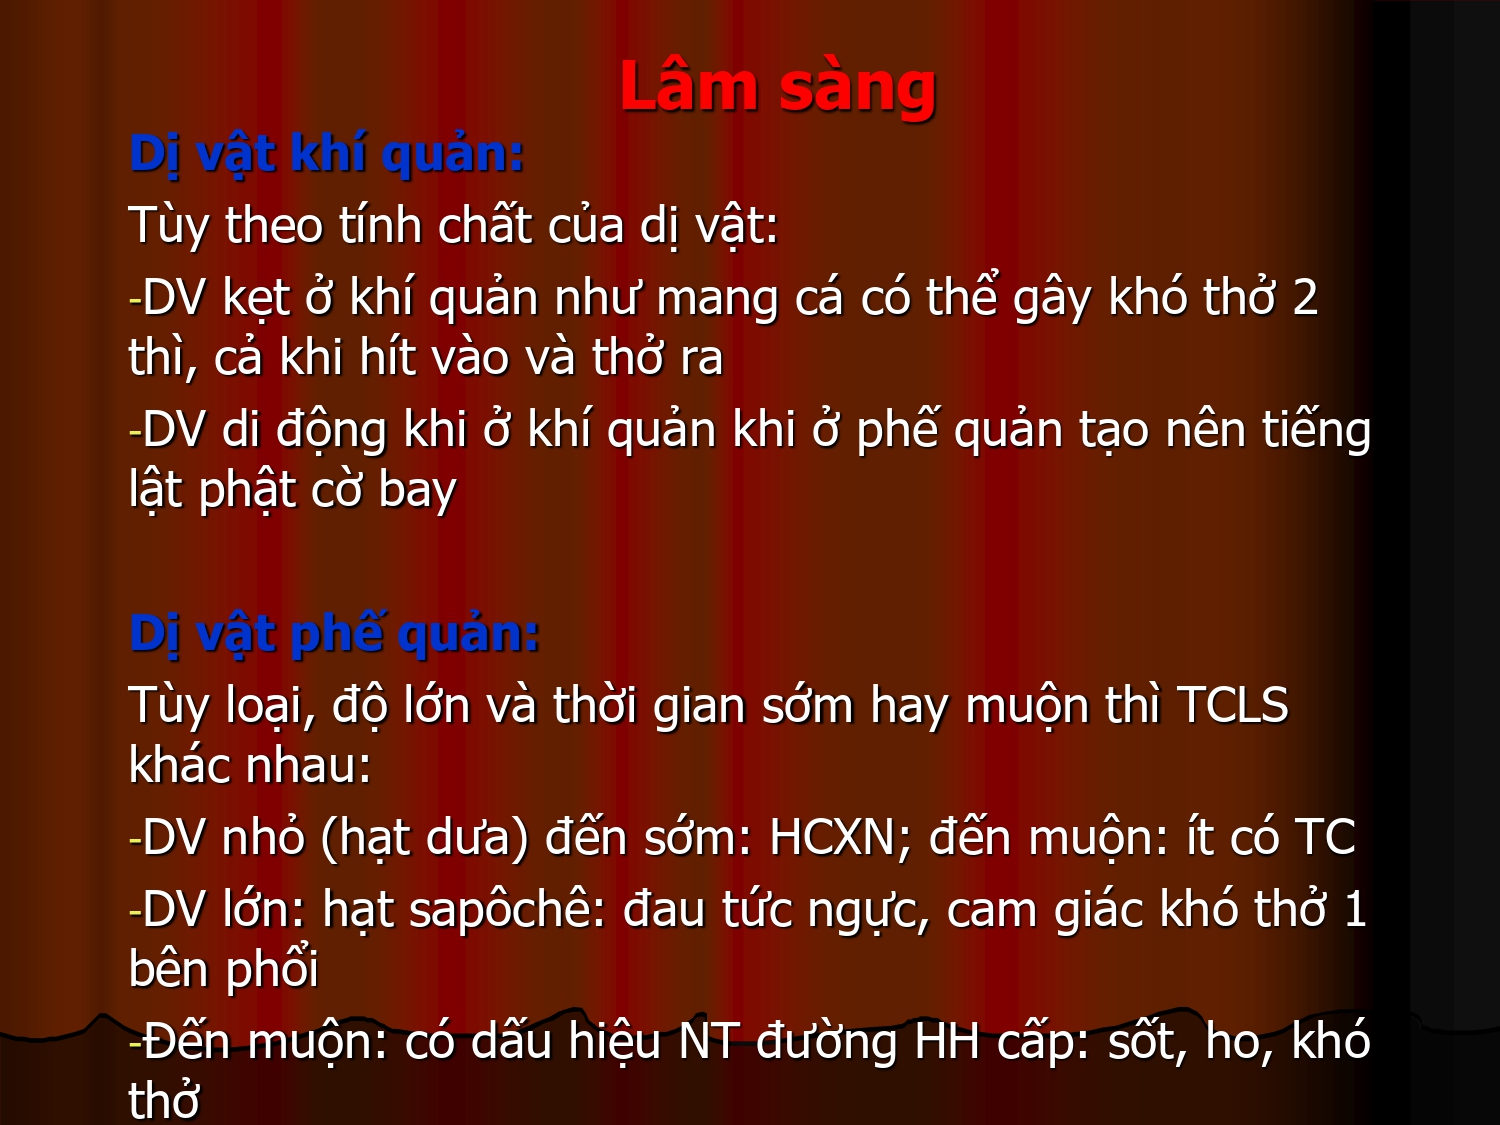 Lâm sàng
Dị vật khí quản:
Tùy theo tính chất của dị vật:
-DV kẹt ở khí quản như mang cá có thể gây khó thở 2
thì, cả khi hít vào và thở ra
-DV di động khi ở khí quản khi ở phế quản tạo nên tiếng
lật phật cờ bay
Dị vật phế quản:
Tùy loại, độ lớn và thời gian sớm hay muộn thì TCLS
khác nhau:
-DV nhỏ (hạt dưa) đến sớm: HCXN; đến muộn: ít có TC
-DV lớn: hạt sapôchê: đau tức ngực, cam giác khó thở 1
bên phổi
-Đến muộn: có dấu hiệu NT đường HH cấp: sốt, ho, khó
thở